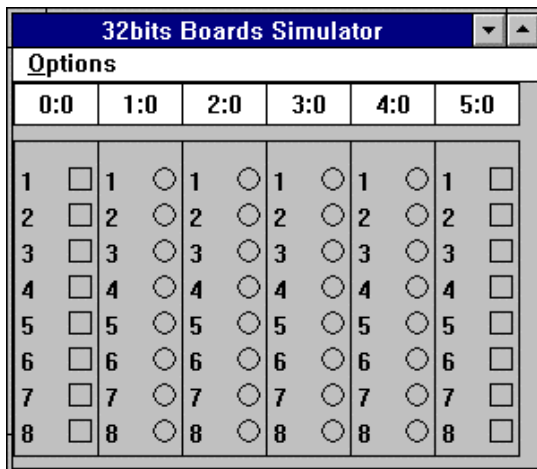 32bits Boards Simulator
Options
0:0 1:0 2:0 3:0 4:0 5:0
1 1 1 1 1 1
2 2 2 2 2 2
3 3 3 3 3 3
4 4 4 4 4 4
5 5 5 5 5 5
6 6 6 6 6 6
7 7 7 7 7 7
8 8 8 8 8 8